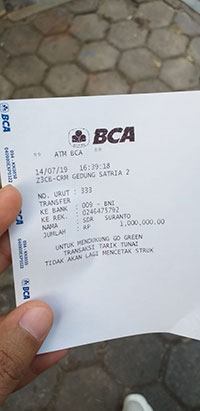 BCA
ATM BCA
14/07/19 16:39:18
Z3C6-CRM GEDUNG SATRIA 2
NO. URUT : 333
TRANSFER
KE BANK : 009 - BNI
KE REK. : 0246475792
NAMA : SDR SURANTO
JUMLAH : RP 1,000,000.00
UNTUK MENDUKUNG GO GREEN
TRANSAKSI TARIK TUNAI
TIDAK AKAN LAGI MENCETAK STRUK
BCA
BCA